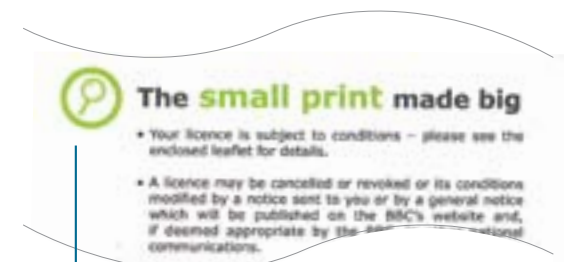 The small print made big
• Your licence is subject to conditions – please see the
enclosed leaflet for details.
• A licence may be cancelled or revoked or its conditions
modified by a notice sent to you or by a general notice
which will be published on the BBC's website and,
if deemed appropriate by the
communications.